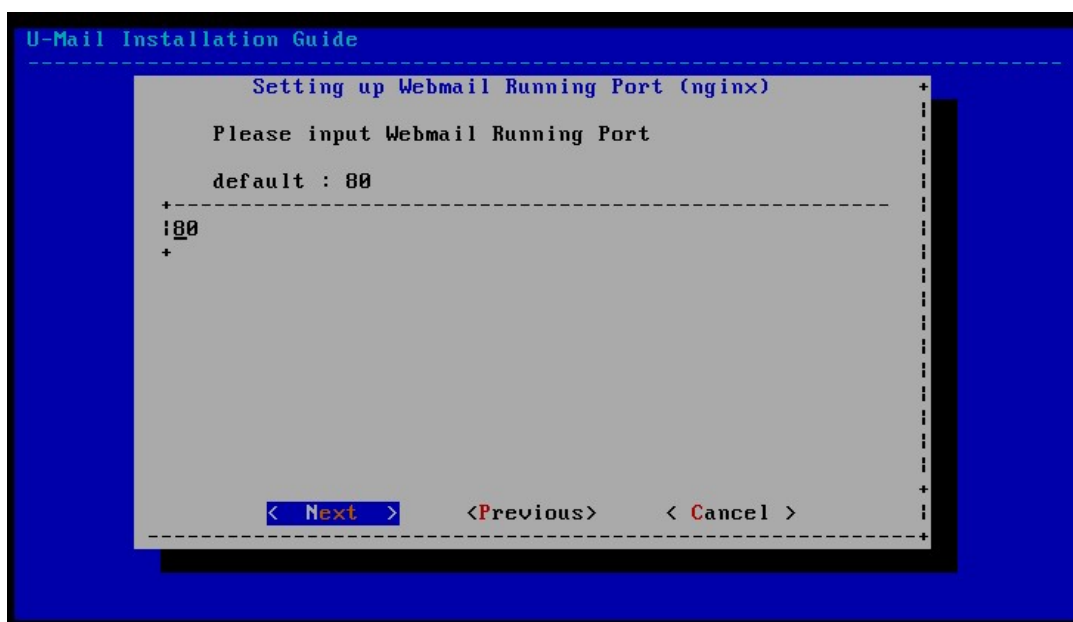 U-Mail Installation Guide
Setting up Webmail Running Port (nginx)
Please input Webmail Running Port
default : 80
80
< Next > <Previous> < Cancel >